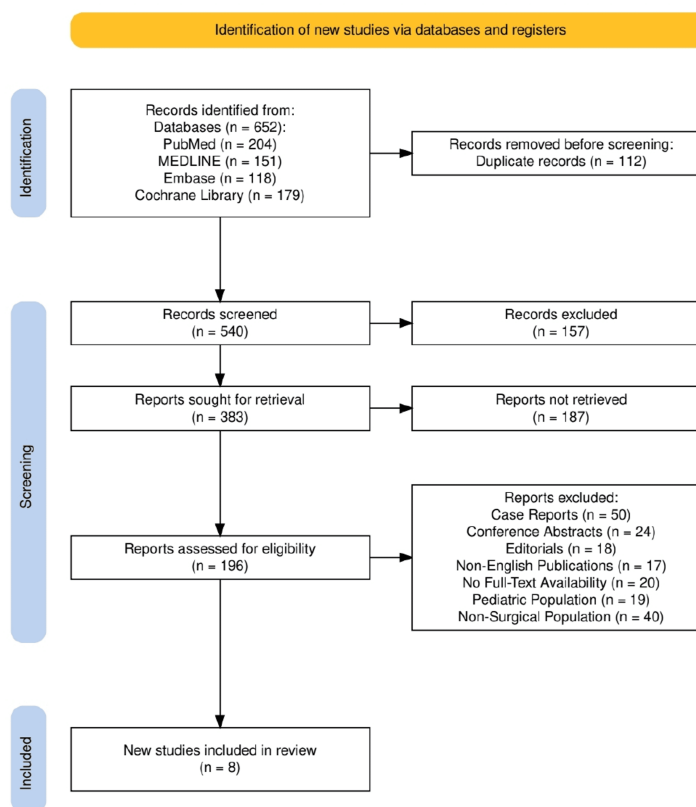 Identification of new studies via databases and registers
Identification
Records identified from:
Databases (n = 652):
PubMed (n = 204)
MEDLINE (n = 151)
Embase (n = 118)
Cochrane Library (n = 179)
Records removed before screening:
Duplicate records (n = 112)
Screening
Records screened
(n = 540)
Records excluded
(n = 157)
Reports sought for retrieval
(n = 383)
Reports not retrieved
(n = 187)
Reports assessed for eligibility
(n = 196)
Reports excluded:
Case Reports (n = 50)
Conference Abstracts (n = 24)
Editorials (n = 18)
Non-English Publications (n = 17)
No Full-Text Availability (n = 20)
Pediatric Population (n = 19)
Non-Surgical Population (n = 40)
Included
New studies included in review
(n = 8)